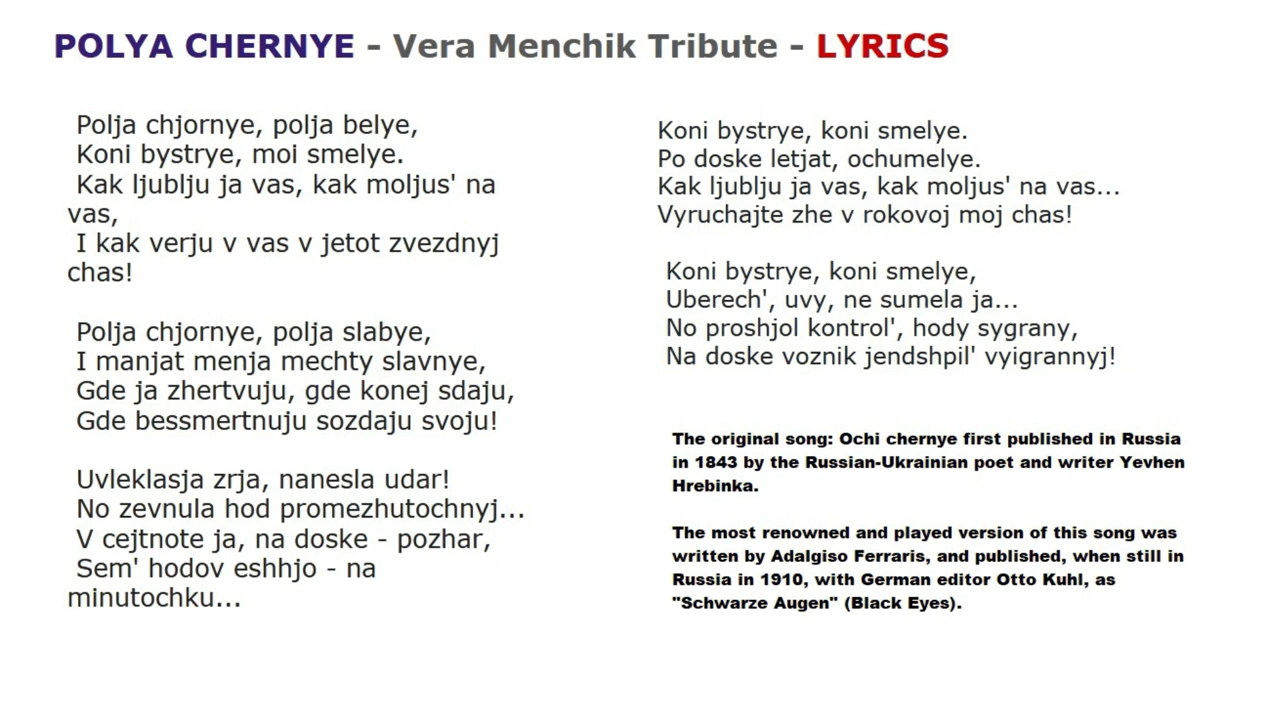 POLYA CHERNYE – Vera Menchik Tribute – LYRICS
Polja chjornye, polja belye,
Koni bystrye, moi smelye.
Kak ljublju ja vas, kak moljus' na
vas,
I kak verju v vas v jetot zvezdnyj
chas!
Polja chjornye, polja slabye,
I manjat menja mechty slavnye,
Gde ja zhertvuju, gde konej sdaju,
Gde bessmertnuju sozdaju svoju!
Uvleklasja zrja, nanesla udar!
No zevnula hod promezhutochnyj...
V cejtnote ja, na doske - pozhar,
Sem' hodov eshhjo - na
minutochku...
Koni bystrye, koni smelye.
Po doske letjat, ochumelye.
Kak ljublju ja vas, kak moljus' na vas...
Vyruchajte zhe v rokovoj moj chas!
Koni bystrye, koni smelye,
Uberech', uvy, ne sumela ja...
No proshjol kontrol', hody sygrany,
Na doske voznik jendshpil' vyigrannyj!
The original song: Ochi chernye first published in Russia
in 1843 by the Russian-Ukrainian poet and writer Yevhen
Hrebinka.
The most renowned and played version of this song was
written by Adalgiso Ferraris, and published, when still in
Russia in 1910, with German editor Otto Kuhl, as
"Schwarze Augen" (Black Eyes).